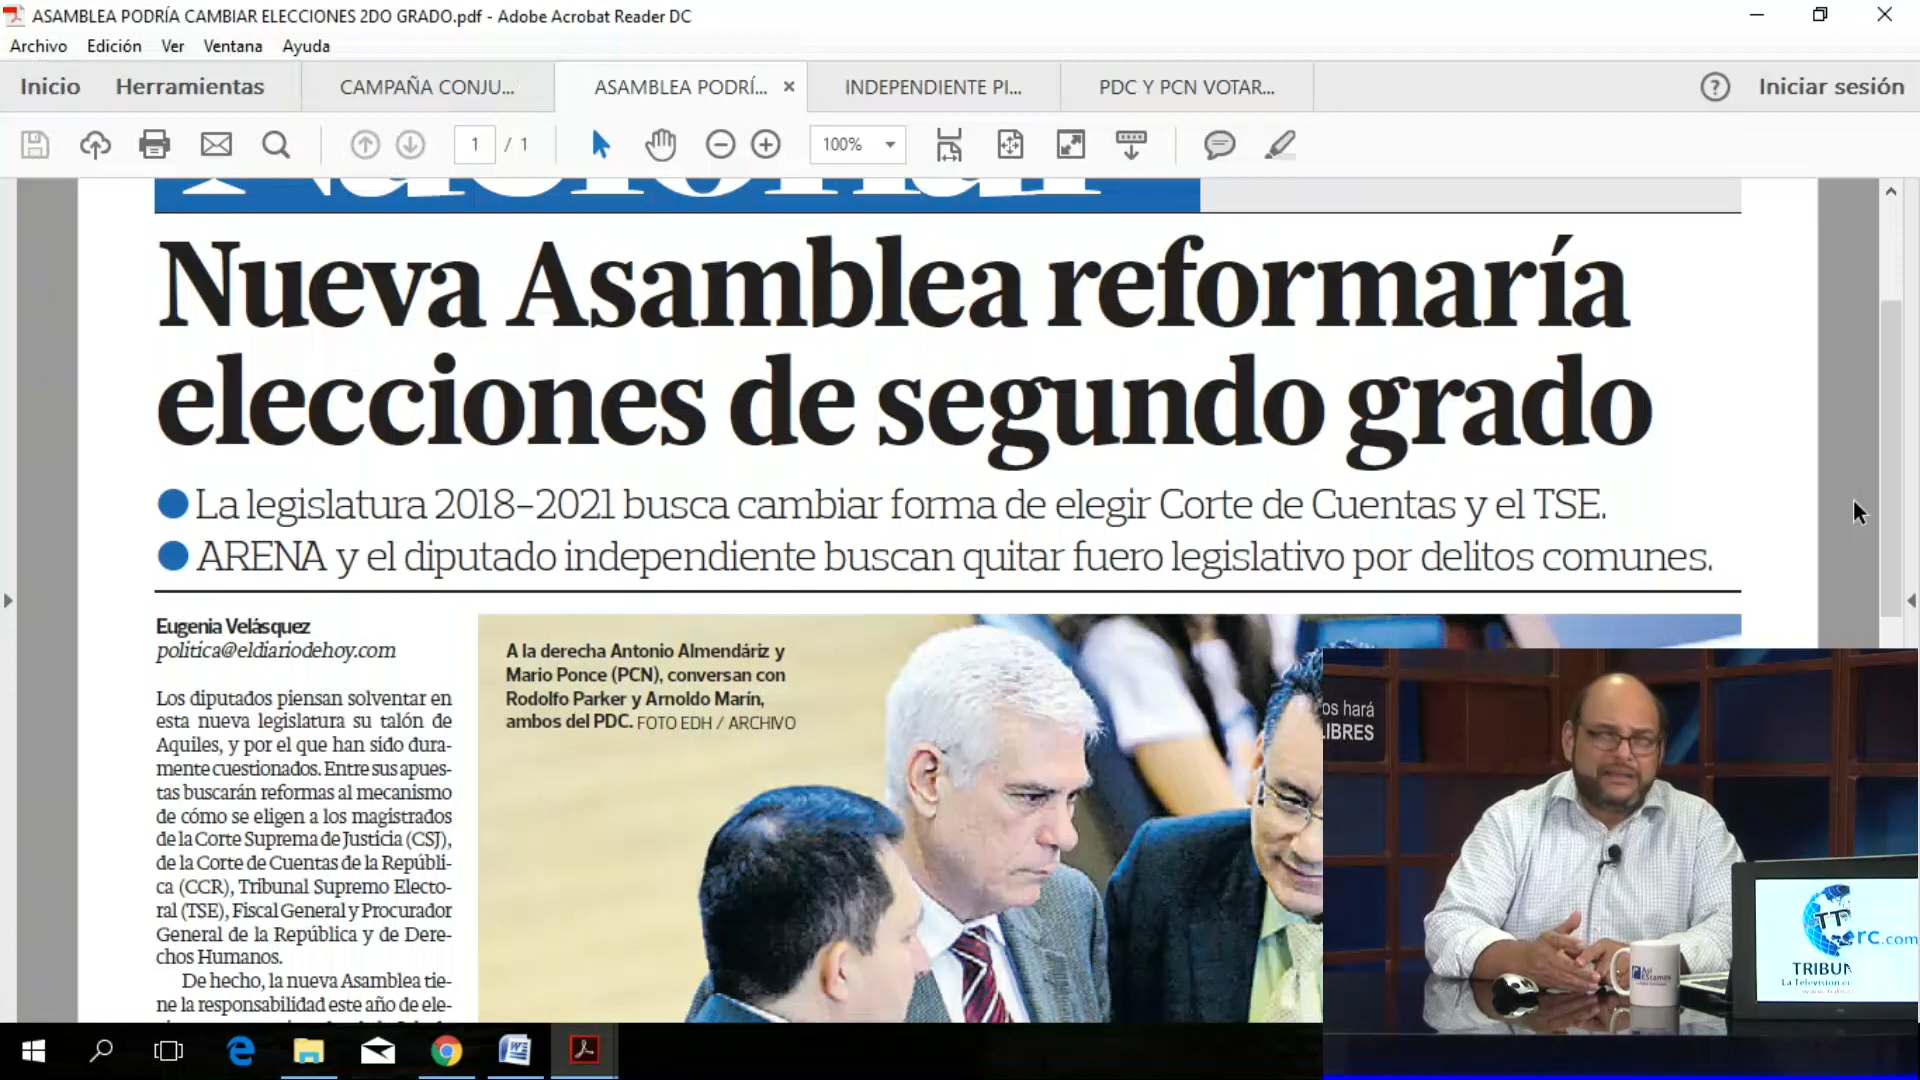 ASAMBLEA PODRÍA CAMBIAR ELECCIONES 2DO GRADO.pdf - Adobe Acrobat Reader DC
Archivo Edición Ver Ventana Ayuda
Inicio Herramientas CAMPAÑA CONJU... ASAMBLEA PODRÍ... INDEPENDIENTE PI... PDC Y PCN VOTAR... Iniciar sesión
1 / 1 100%
Nueva Asamblea reformaría
elecciones de segundo grado
La legislatura 2018-2021 busca cambiar forma de elegir Corte de Cuentas y el TSE.
ARENA y el diputado independiente buscan quitar fuero legislativo por delitos comunes.
Eugenia Velásquez
politica@eldiariodehoy.com
Los diputados piensan solventar en
esta nueva legislatura su talón de
Aquiles, y por el que han sido dura-
mente cuestionados. Entre sus apues-
tas buscarán reformas al mecanismo
de cómo se eligen a los magistrados
de la Corte Suprema de Justicia (CSJ),
de la Corte de Cuentas de la Repúbli-
ca (CCR), Tribunal Supremo Electo-
ral (TSE), Fiscal General y Procurador
General de la República y de Dere-
chos Humanos.
De hecho, la nueva Asamblea tie-
ne la responsabilidad este año de ele-
A la derecha Antonio Almendáriz y
Mario Ponce (PCN), conversan con
Rodolfo Parker y Arnoldo Marín,
ambos del PDC. FOTO EDH / ARCHIVO
os hará
LIBRES
TT
rc.com
TRIBUN
La Television e